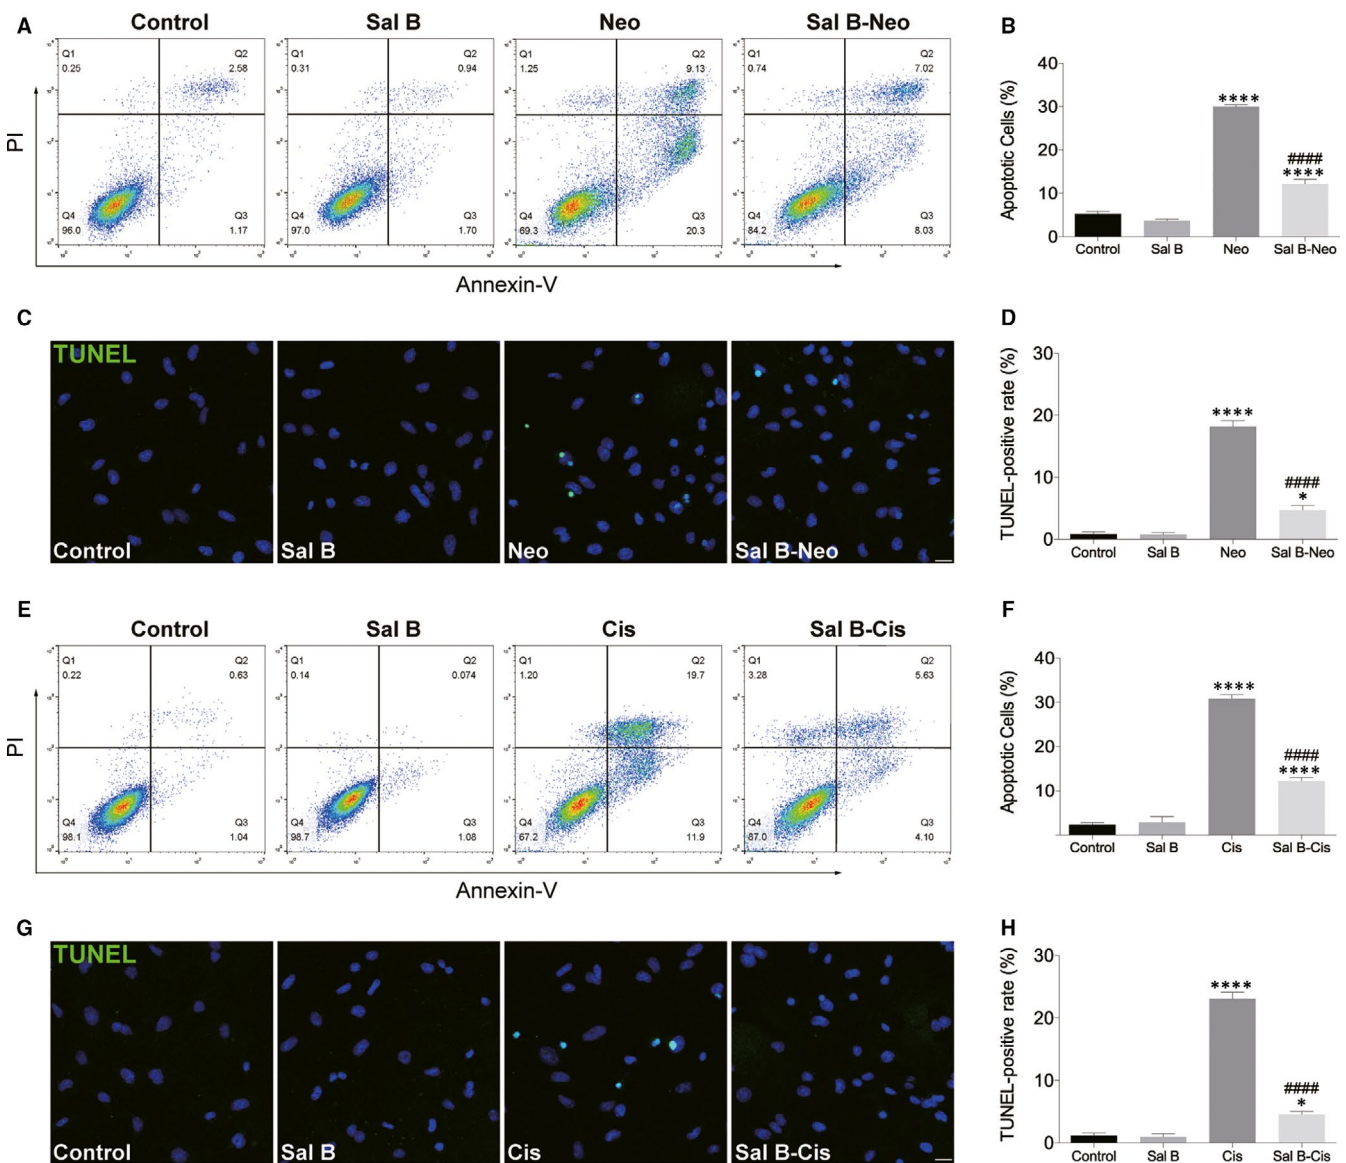 A
Control
Sal B
Neo
Sal B-Neo
Q1
0.25
Q2
2.58
Q4
96.0
Q3
1.17
Q1
0.31
Q2
0.94
Q4
97.0
Q3
1.70
Q1
1.25
Q2
9.13
Q4
69.3
Q3
20.3
Q1
0.74
Q2
7.02
Q4
84.2
Q3
8.03
PI
Annexin-V
B
Apoptotic Cells (%)
40
30
20
10
0
****
####
****
Control
Sal B
Neo
Sal B-Neo
C
TUNEL
Control
Sal B
Neo
Sal B-Neo
D
TUNEL-positive rate (%)
30
20
10
0
****
####
*
Control
Sal B
Neo
Sal B-Neo
E
Control
Sal B
Cis
Sal B-Cis
Q1
0.22
Q2
0.63
Q4
98.1
Q3
1.04
Q1
0.14
Q2
0.074
Q4
98.7
Q3
1.08
Q1
1.20
Q2
19.7
Q4
67.2
Q3
11.9
Q1
3.28
Q2
5.63
Q4
87.0
Q3
4.10
PI
Annexin-V
F
Apoptotic Cells (%)
40
30
20
10
****
####
****
Control
Sal B
Cis
Sal B-Cis
G
TUNEL
Control
Sal B
Cis
Sal B-Cis
H
TUNEL-positive rate (%)
30
20
10
0
****
####
*
Control
Sal B
Cis
Sal B-Cis